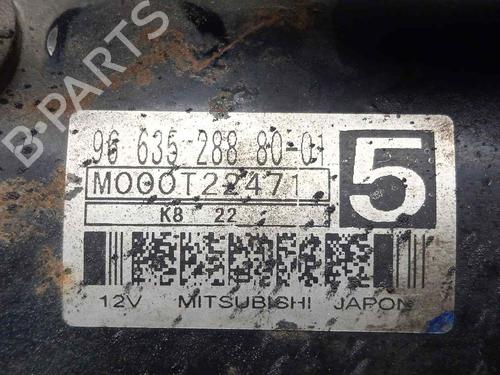 96 635 288 80-01
M000T22471
5
K8 22
12V MITSUBISHI JAPON
B-PARTS